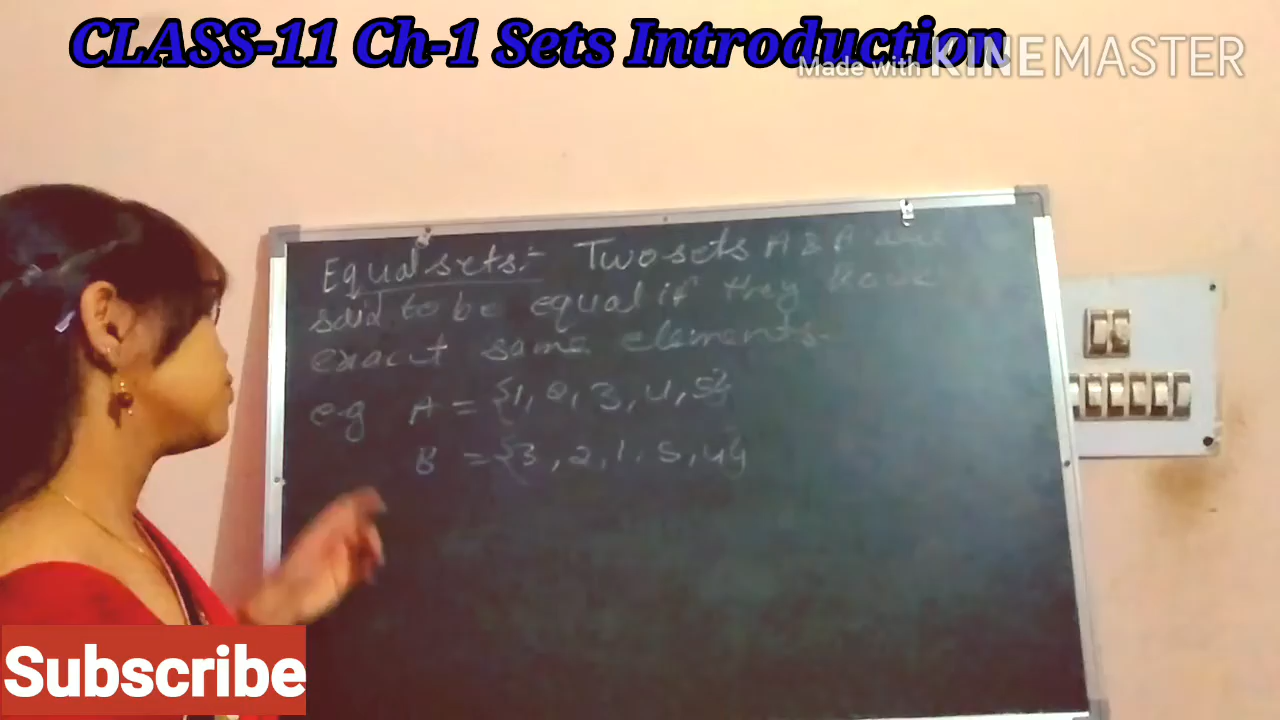 CLASS-11 Ch-1 Sets Introduction
Made with KINEMASTER
Equal sets:- Two sets A & A are
said to be equal if they have
exact same elements.
eg A = {1, 2, 3, 4, 5}
B = {3, 2, 1, 5, 4}
Subscribe